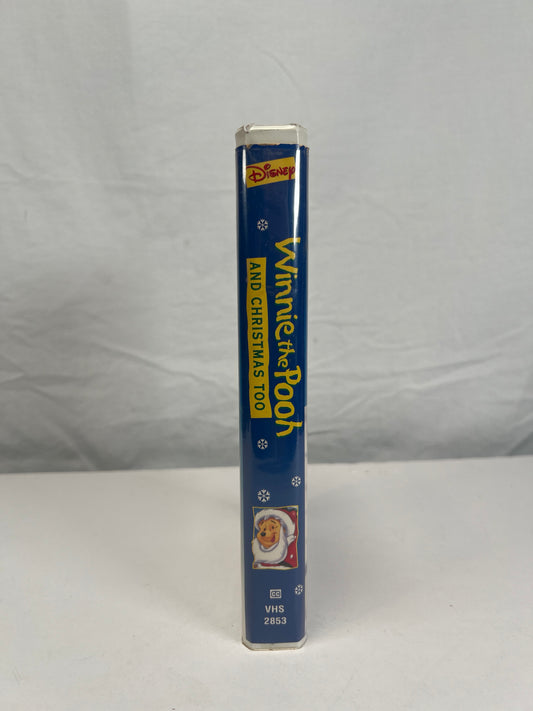 Disney
Winnie the Pooh
AND CHRISTMAS TOO
CC
VHS
2853